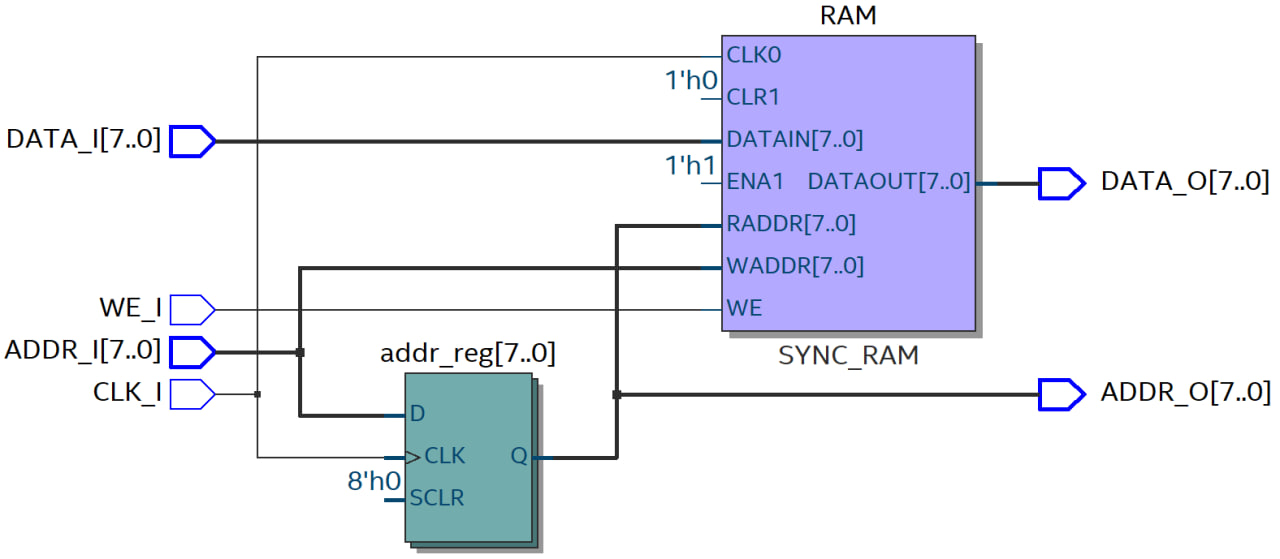 RAM
CLK0
1'h0
CLR1
DATA_I[7..0]
DATAIN[7..0]
1'h1
ENA1 DATAOUT[7..0]
DATA_O[7..0]
RADDR[7..0]
WADDR[7..0]
WE_I
WE
ADDR_I[7..0]
addr_reg[7..0]
SYNC_RAM
CLK_I
ADDR_O[7..0]
D
CLK Q
8'h0
SCLR